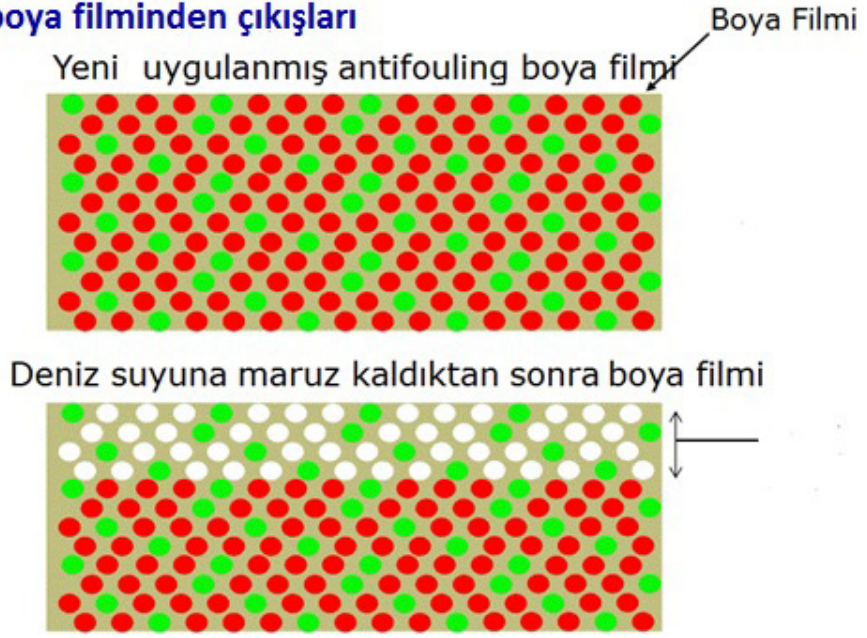 boya filminden çıkışları
Boya Filmi
Yeni uygulanmış antifouling boya filmi
Deniz suyuna maruz kaldıktan sonra boya filmi